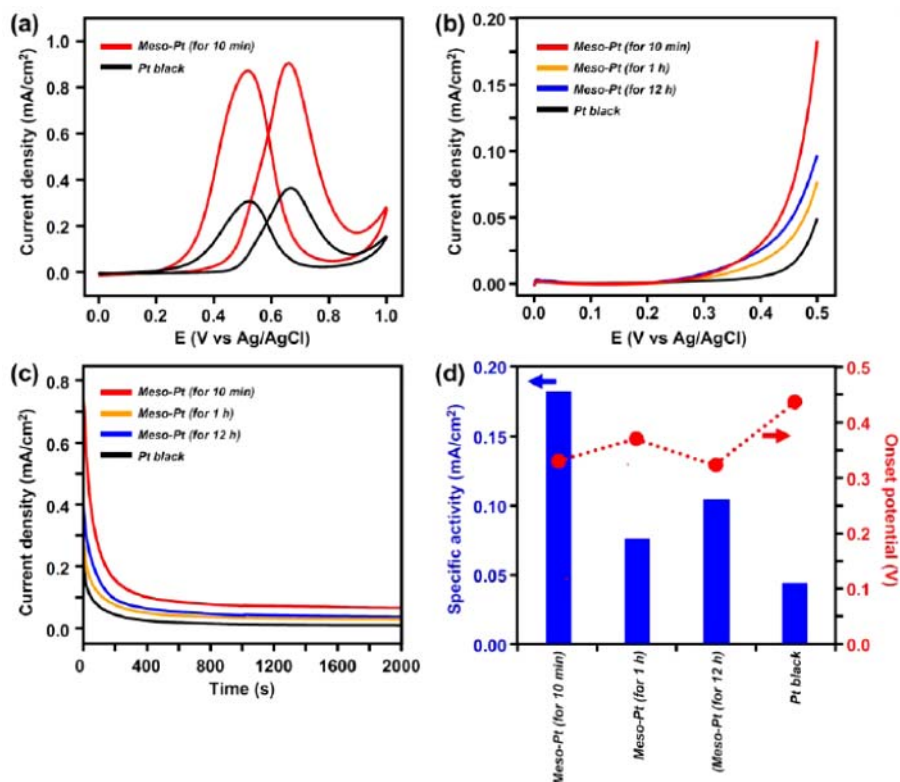 (a)
Current density (mA/cm²)
1.0
0.8
0.6
0.4
0.2
0.0
Meso-Pt (for 10 min)
Pt black
0.0 0.2 0.4 0.6 0.8 1.0
E (V vs Ag/AgCl)
(b)
Current density (mA/cm²)
0.20
0.15
0.10
0.05
0.00
Meso-Pt (for 10 min)
Meso-Pt (for 1 h)
Meso-Pt (for 12 h)
Pt black
0.0 0.1 0.2 0.3 0.4 0.5
E (V vs Ag/AgCl)
(c)
Current density (mA/cm²)
0.8
0.6
0.4
0.2
0.0
Meso-Pt (for 10 min)
Meso-Pt (for 1 h)
Meso-Pt (for 12 h)
Pt black
0 400 800 1200 1600 2000
Time (s)
(d)
Specific activity (mA/cm²)
0.20
0.15
0.10
0.05
0.00
0.5
0.4
0.3
0.2
0.1
0.0
Onset potential (V)
Meso-Pt (for 10 min)
Meso-Pt (for 1 h)
(Meso-Pt (for 12 h)
Pt black